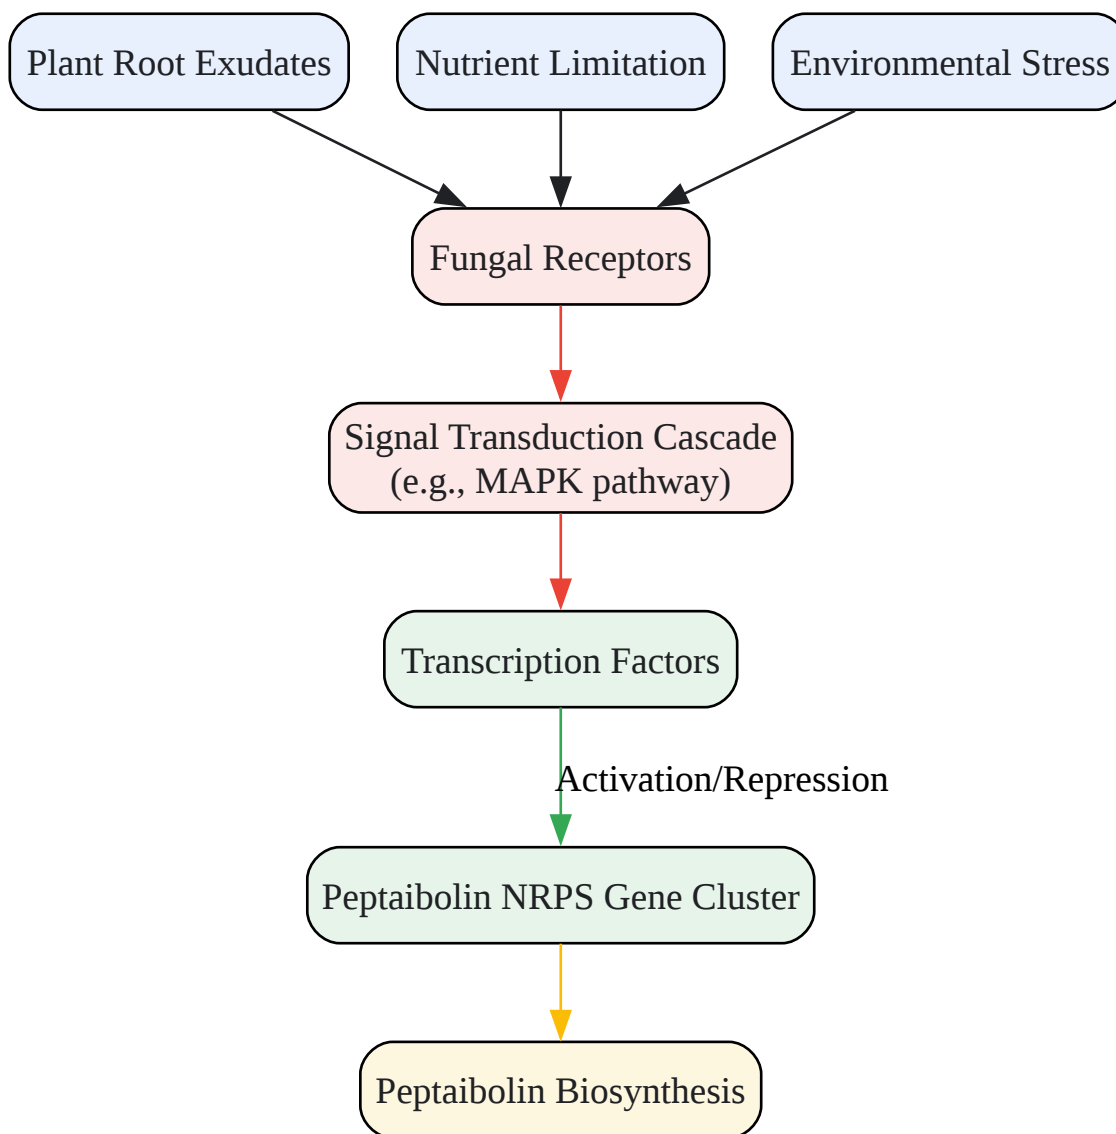 Plant Root Exudates
Nutrient Limitation
Environmental Stress
Fungal Receptors
Signal Transduction Cascade
(e.g., MAPK pathway)
Transcription Factors
Activation/Repression
Peptaibolin NRPS Gene Cluster
Peptaibolin Biosynthesis